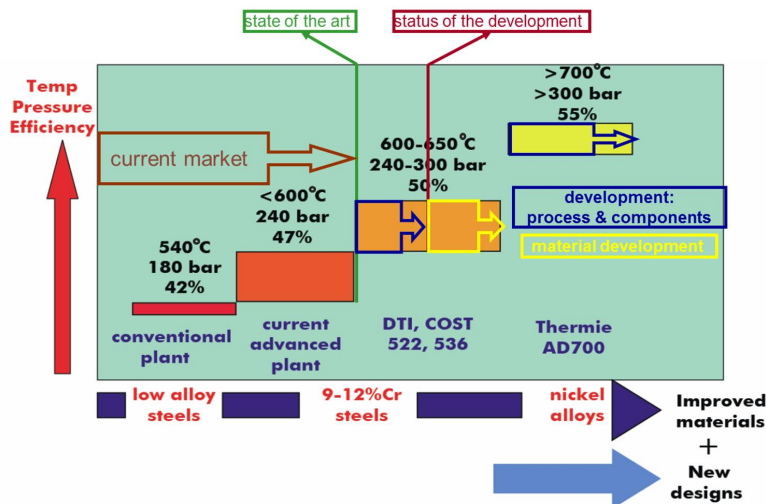 state of the art
status of the development
Temp
Pressure
Efficiency
current market
540°C
180 bar
42%
<600°C
240 bar
47%
600-650°C
240-300 bar
50%
>700°C
>300 bar
55%
development:
process & components
material development
conventional
plant
current
advanced
plant
DTI, COST
522, 536
Thermie
AD700
low alloy
steels
9-12%Cr
steels
nickel
alloys
Improved
materials
+
New
designs